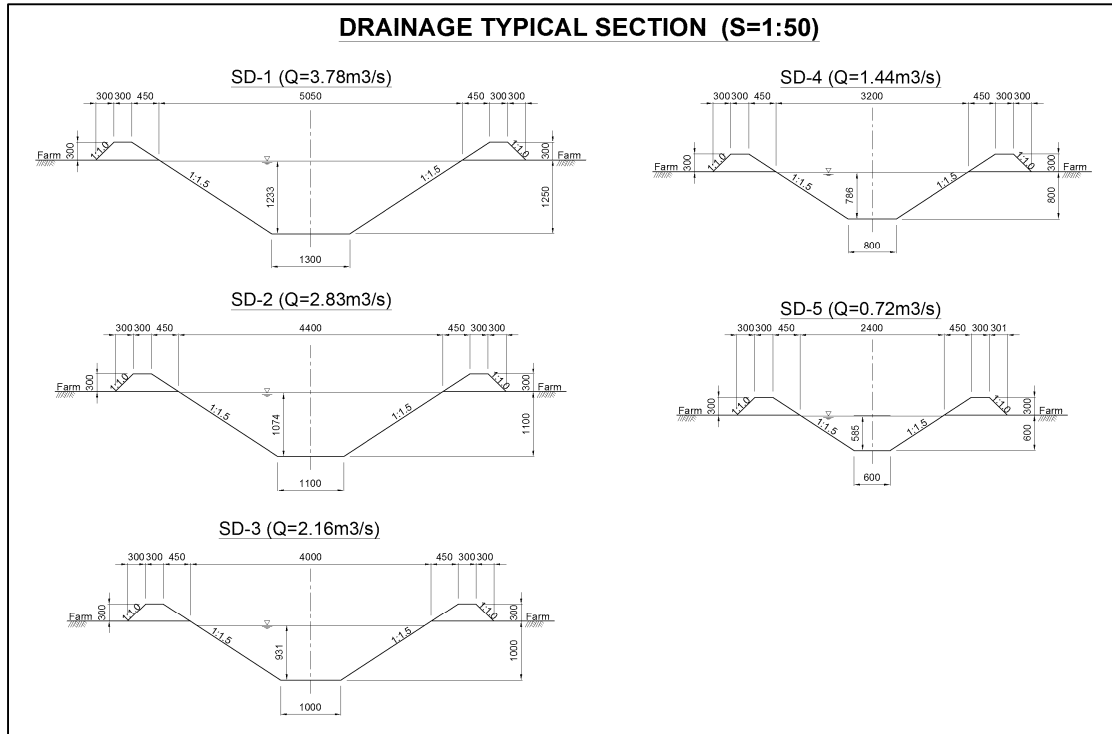 DRAINAGE TYPICAL SECTION (S=1:50)
SD-1 (Q=3.78m3/s)
300 300 450 5050 450 300 300
Farm 300 1:1.0 1:1.0 300 Farm
1:1.5 1233 1:1.5 1250
1300
SD-2 (Q=2.83m3/s)
300 300 450 4400 450 300 300
Farm 300 1:1.0 1:1.0 300 Farm
1:1.5 1074 1:1.5 1100
1100
SD-3 (Q=2.16m3/s)
300 300 450 4000 450 300 300
Farm 300 1:1.0 1:1.0 300 Farm
1:1.5 931 1:1.5 1000
1000
SD-4 (Q=1.44m3/s)
300 300 450 3200 450 300 300
Farm 300 1:1.0 1:1.0 300 Farm
1:1.5 786 1:1.5 800
800
SD-5 (Q=0.72m3/s)
300 300 450 2400 450 300 301
Farm 300 1:1.0 1:1.0 300 Farm
1:1.5 585 1:1.5 600
600